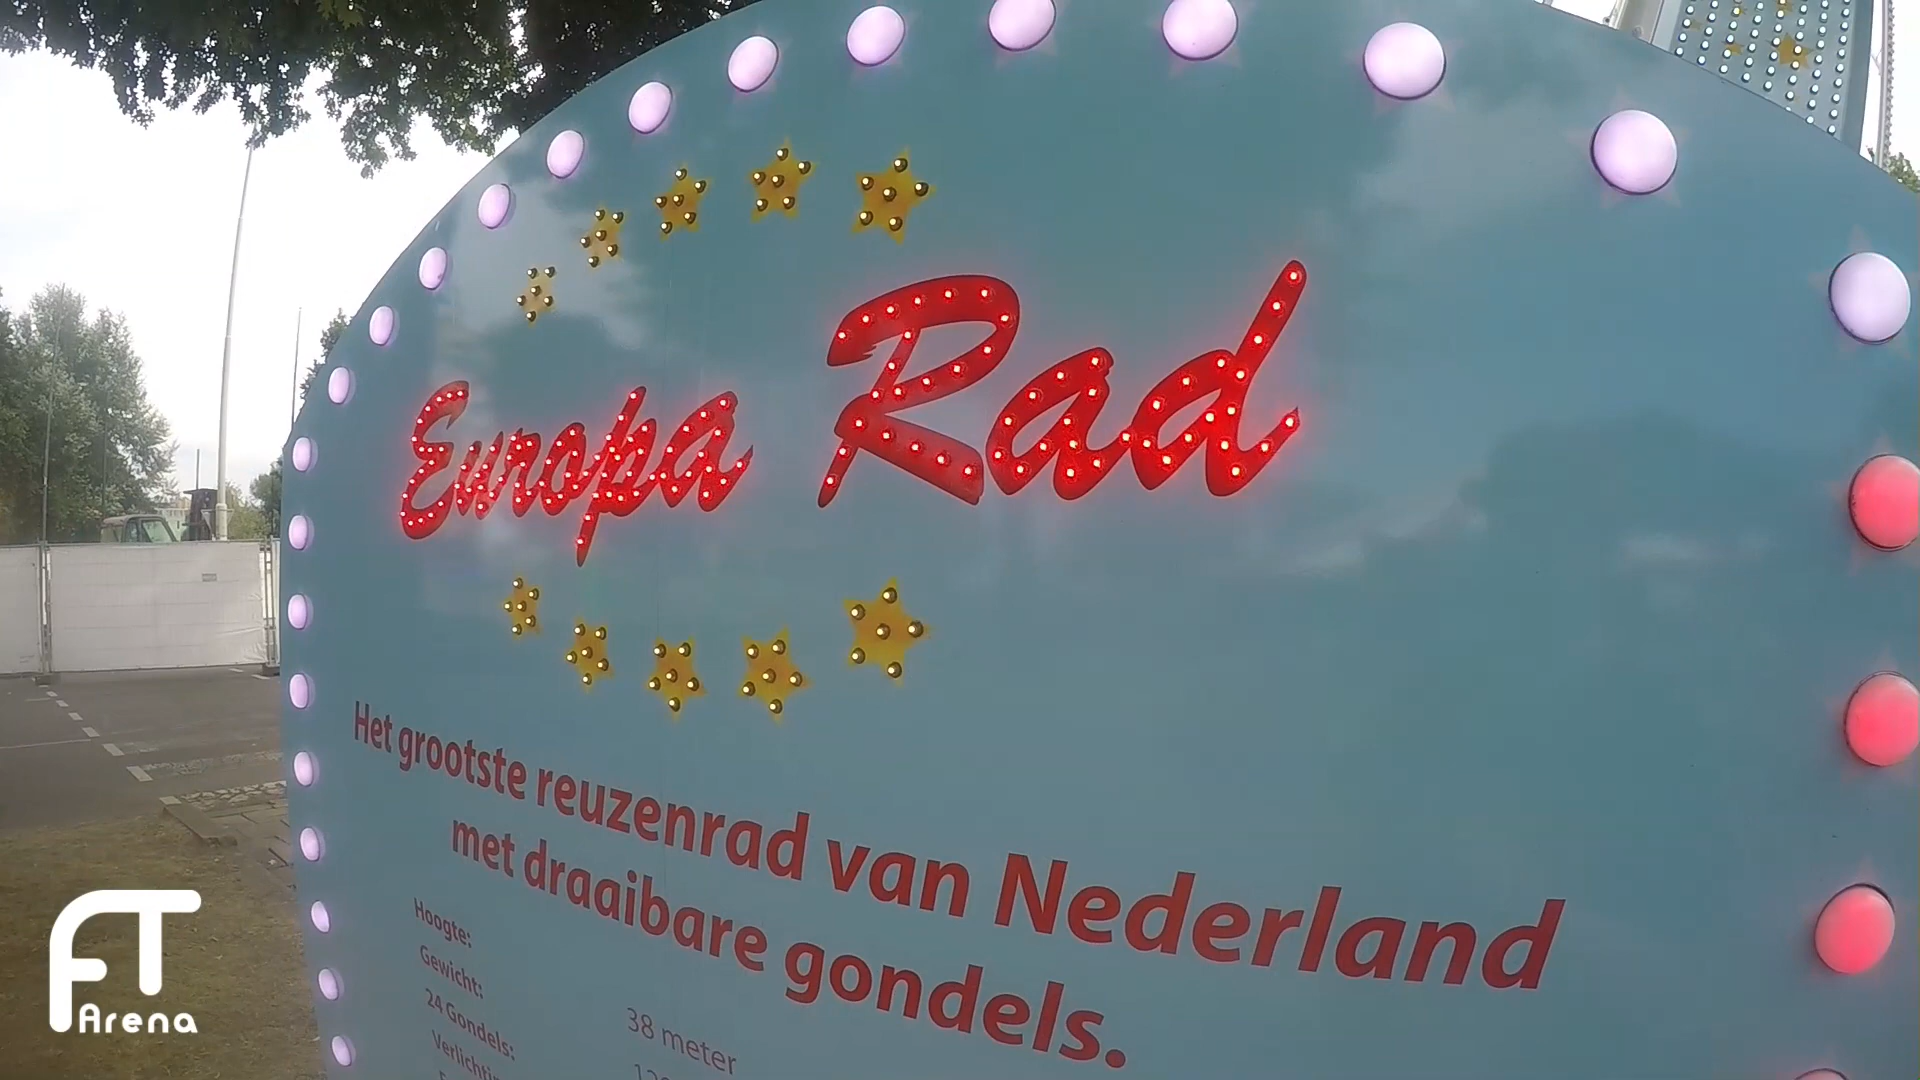 Europa Rad
Het grootste reuzenrad van Nederland
met draaibare gondels.
Hoogte:
38 meter
Gewicht:
24 Gondels:
FT
Arena